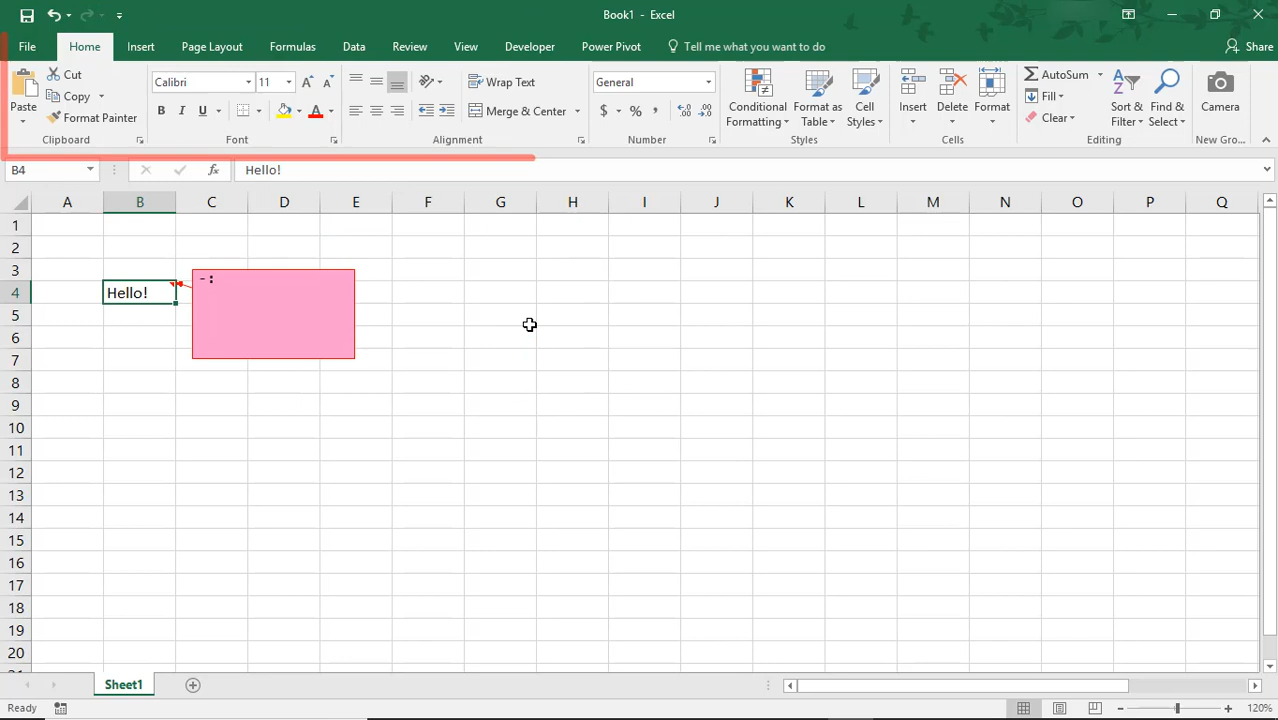 Book1 - Excel
File Home Insert Page Layout Formulas Data Review View Developer Power Pivot Tell me what you want to do Share
Paste
Cut
Copy
Format Painter
Clipboard
Calibri 11
B I U
Font
Wrap Text
Merge & Center
Alignment
General
$ % ,
Number
Conditional Formatting
Format as Table
Cell Styles
Styles
Insert
Delete
Format
Cells
AutoSum
Fill
Clear
Sort & Filter
Find & Select
Editing
Camera
New Gro...
B4 fx Hello!
A B C D E F G H I J K L M N O P Q
1
2
3
-:
4 Hello!
5
6
7
8
9
10
11
12
13
14
15
16
17
18
19
20
Sheet1
Ready 120%